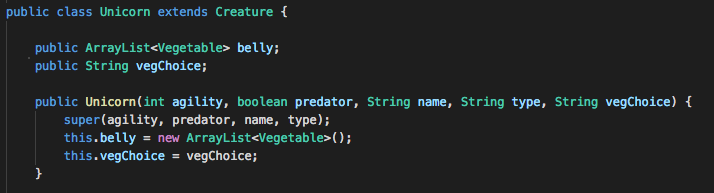 public class Unicorn extends Creature {
public ArrayList<Vegetable> belly;
public String vegChoice;
public Unicorn(int agility, boolean predator, String name, String type, String vegChoice) {
super(agility, predator, name, type);
this.belly = new ArrayList<Vegetable>();
this.vegChoice = vegChoice;
}